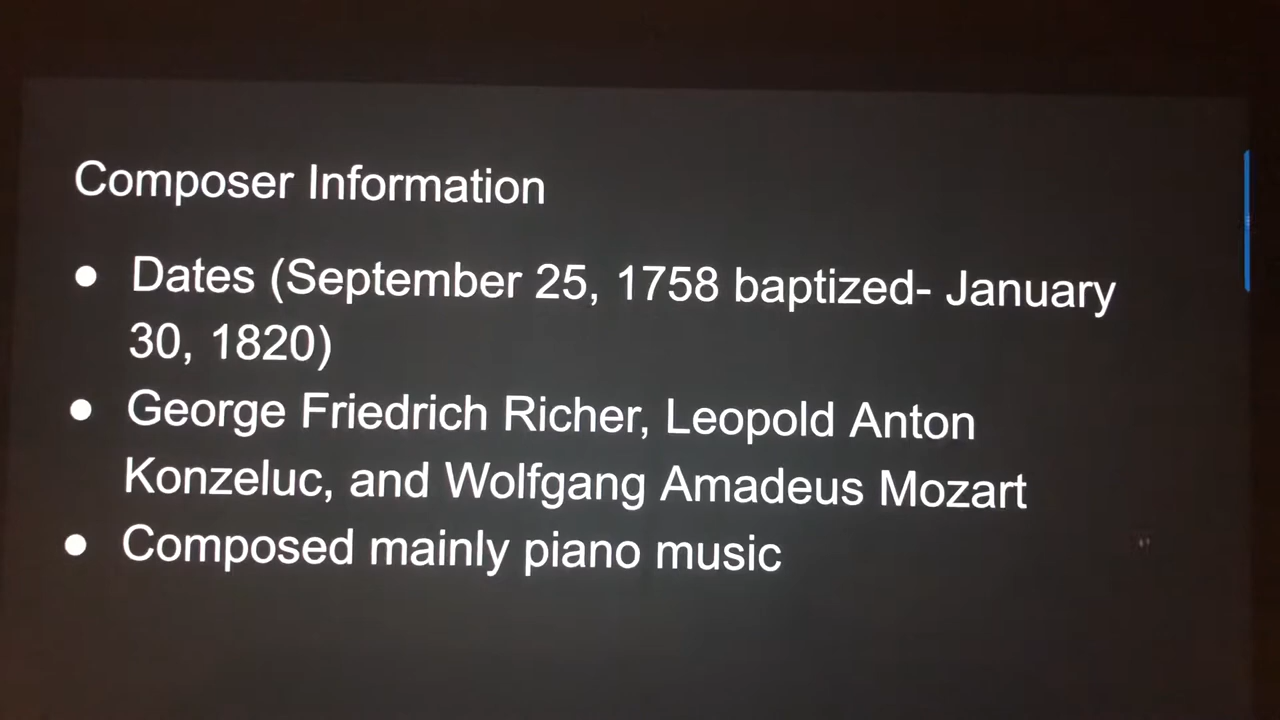 Composer Information
● Dates (September 25, 1758 baptized- January
30, 1820)
● George Friedrich Richer, Leopold Anton
Konzeluc, and Wolfgang Amadeus Mozart
● Composed mainly piano music